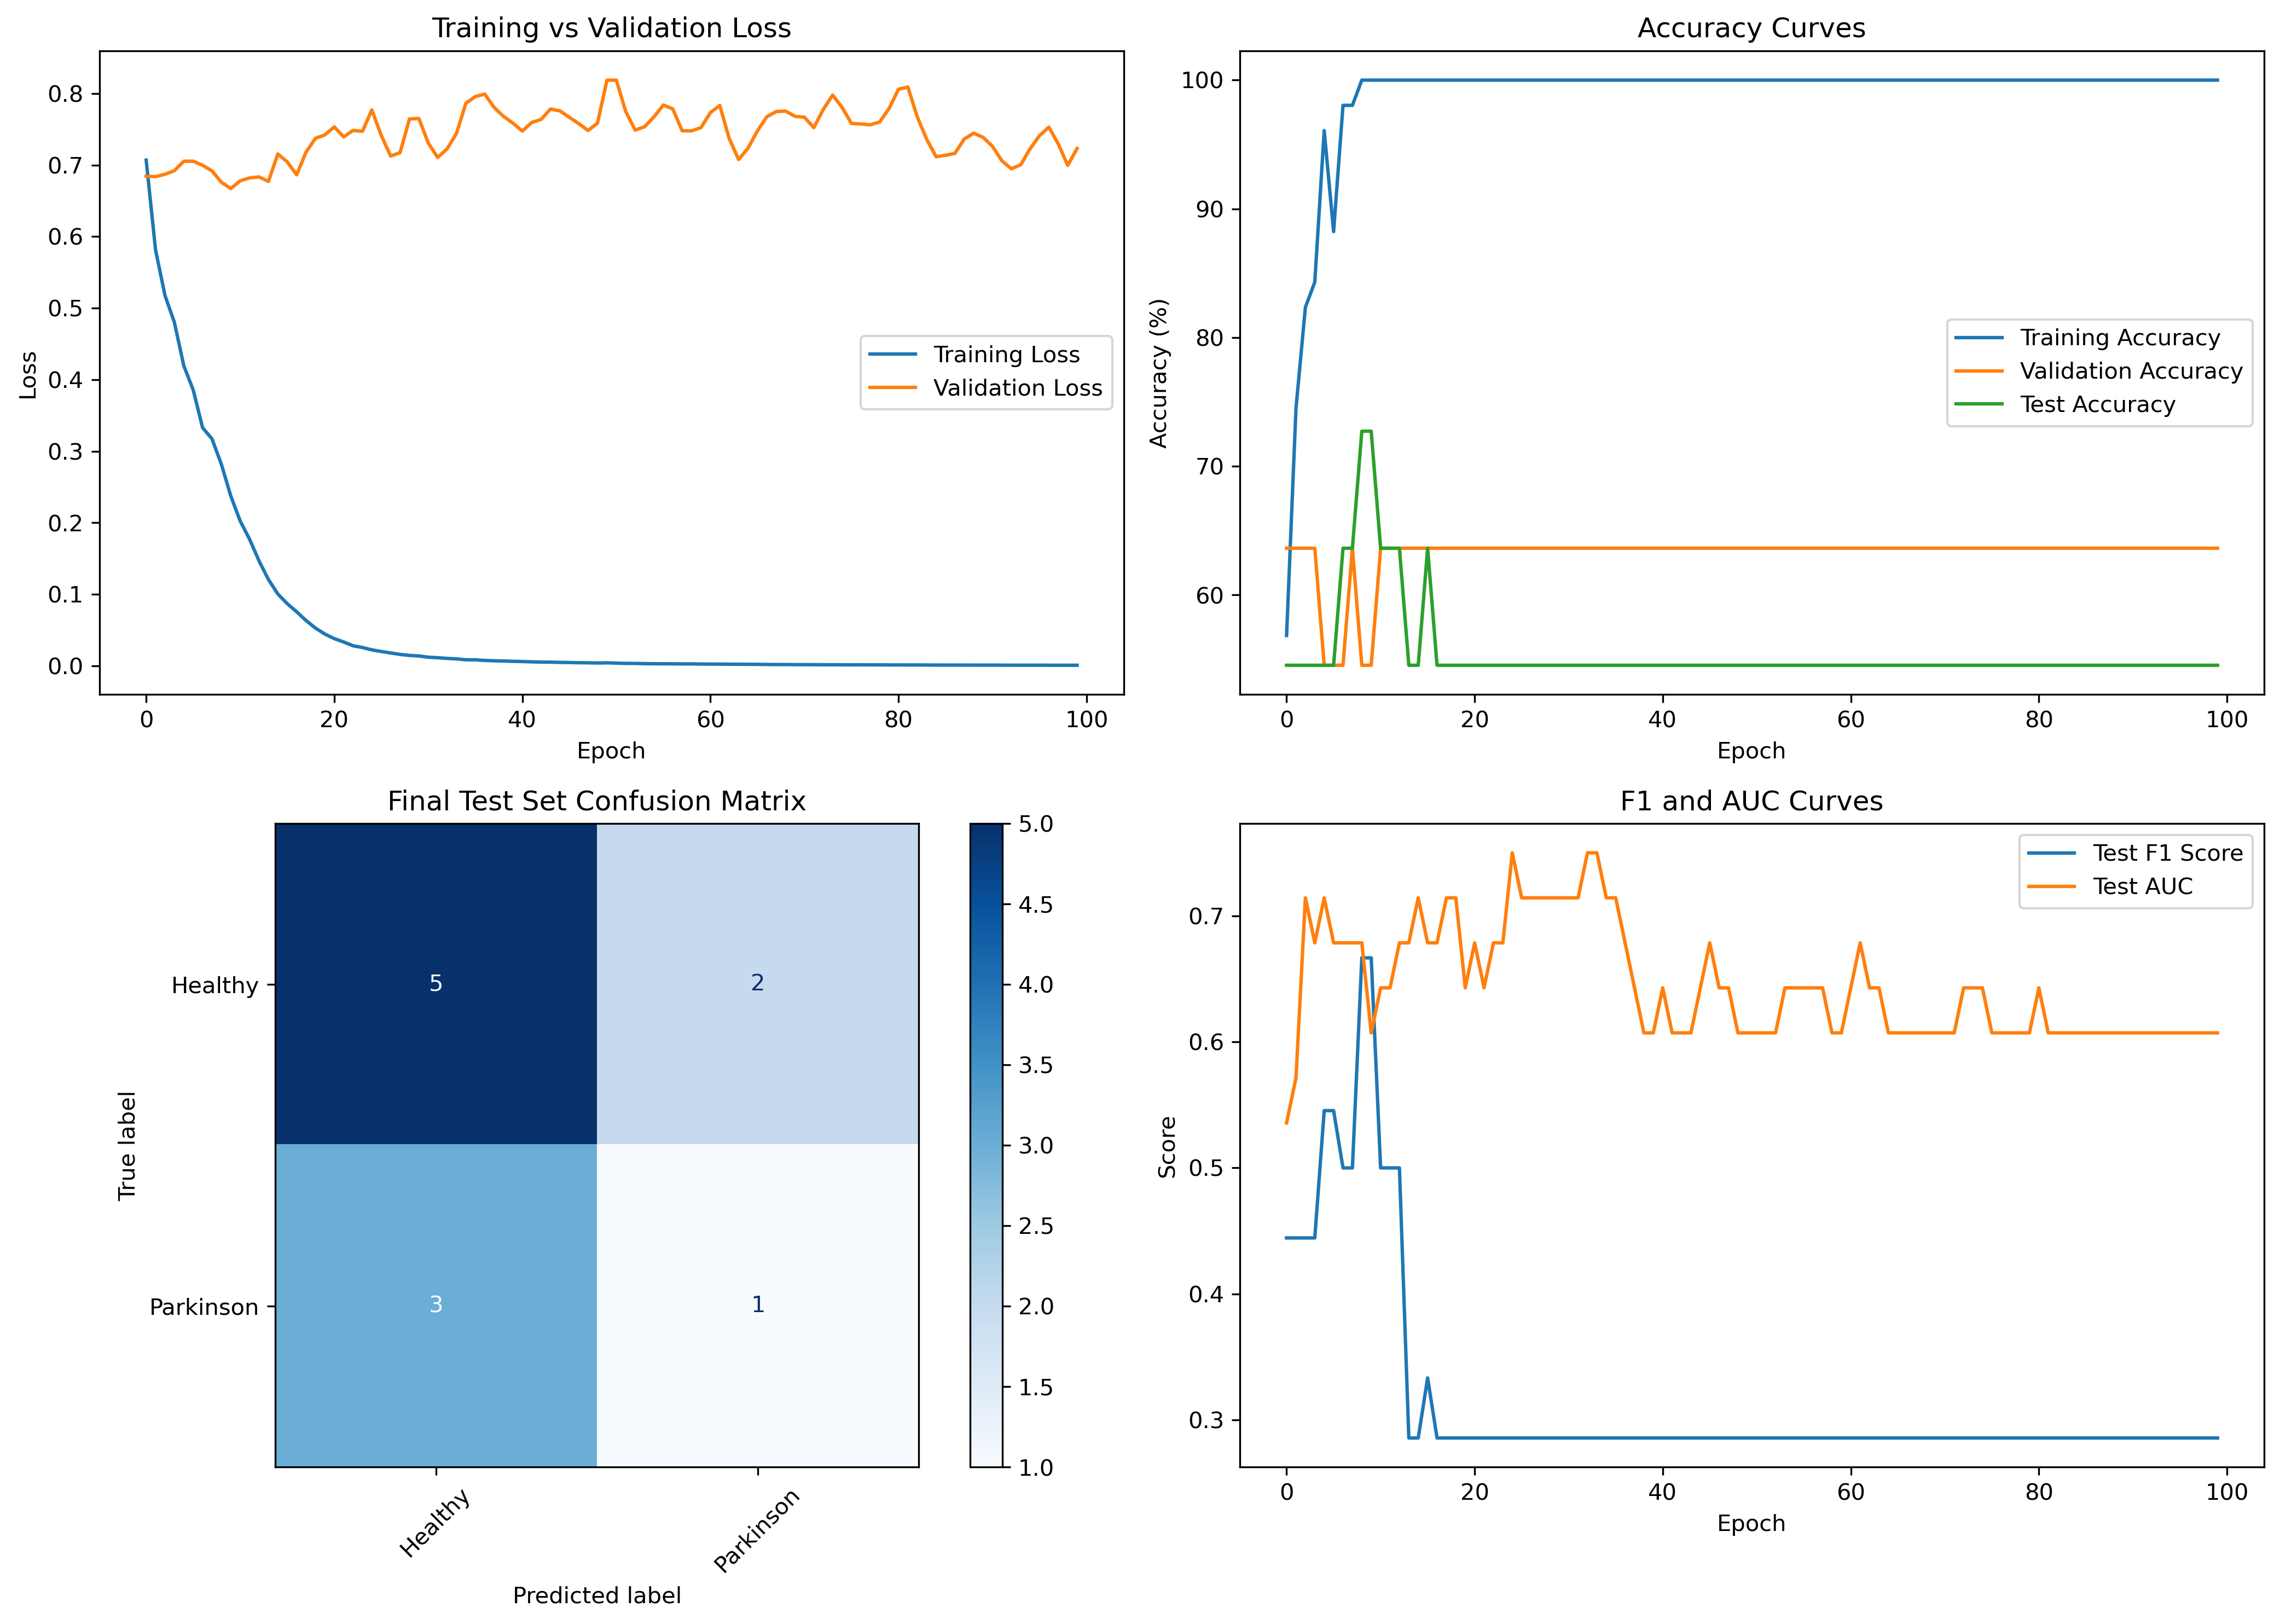 Training vs Validation Loss
Loss
0.8
0.7
0.6
0.5
0.4
0.3
0.2
0.1
0.0
Training Loss
Validation Loss
0 20 40 60 80 100
Epoch
Accuracy Curves
Accuracy (%)
100
90
80
70
60
Training Accuracy
Validation Accuracy
Test Accuracy
0 20 40 60 80 100
Epoch
Final Test Set Confusion Matrix
True label
Healthy
5 2
Parkinson
3 1
Healthy Parkinson
Predicted label
5.0
4.5
4.0
3.5
3.0
2.5
2.0
1.5
1.0
F1 and AUC Curves
Score
0.7
0.6
0.5
0.4
0.3
Test F1 Score
Test AUC
0 20 40 60 80 100
Epoch